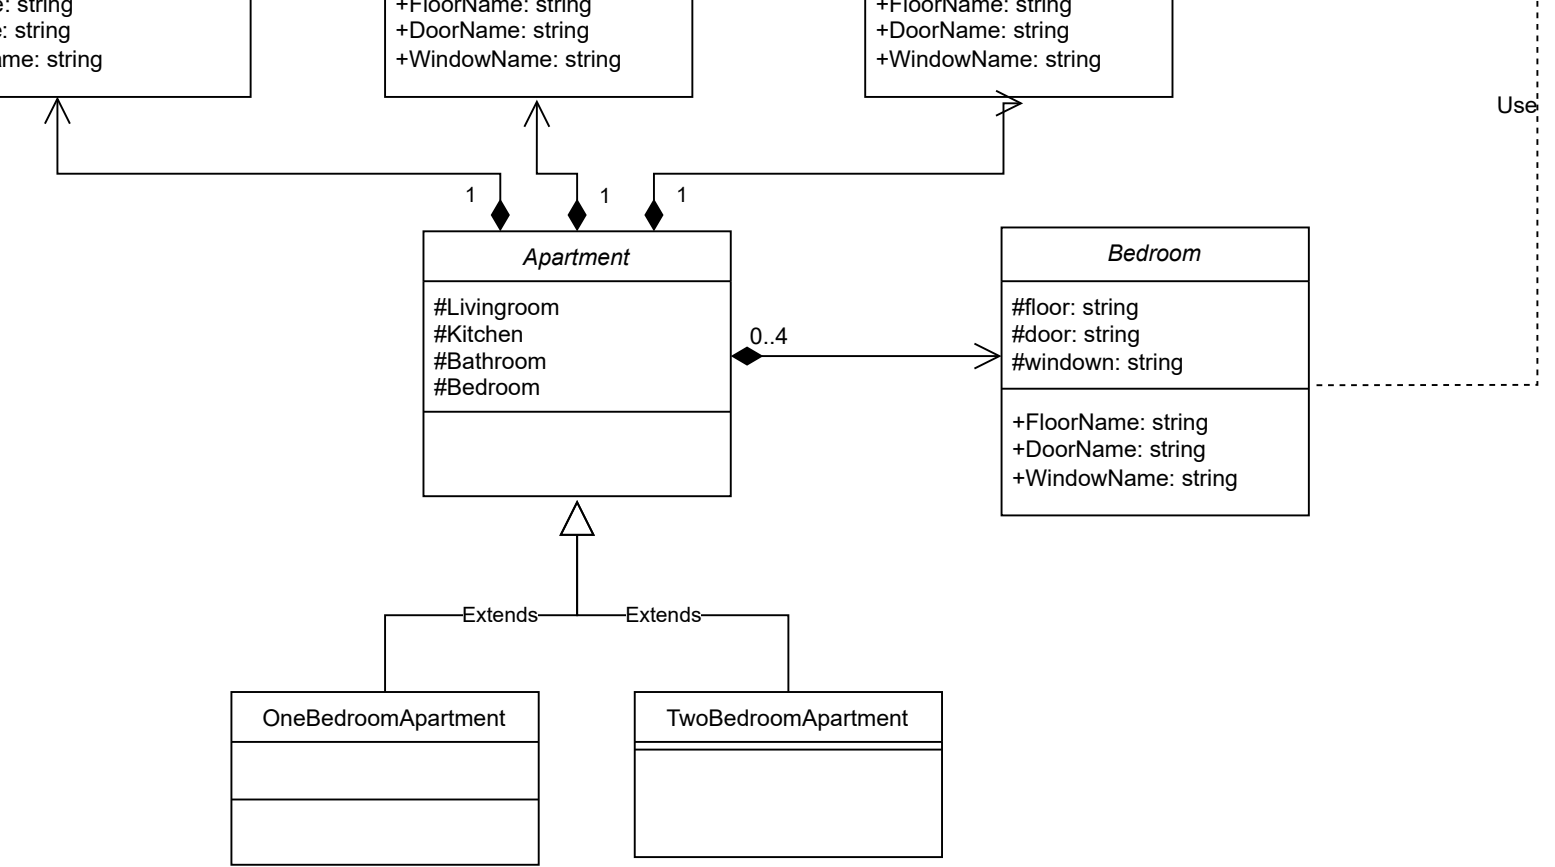 : string
+FloorName: string
+FloorName: string
: string
+DoorName: string
+DoorName: string
me: string
+WindowName: string
+WindowName: string
Use
1
1
1
Apartment
Bedroom
#Livingroom
#Kitchen
#Bathroom
#Bedroom
0..4
#floor: string
#door: string
#windown: string
+FloorName: string
+DoorName: string
+WindowName: string
Extends
Extends
OneBedroomApartment
TwoBedroomApartment